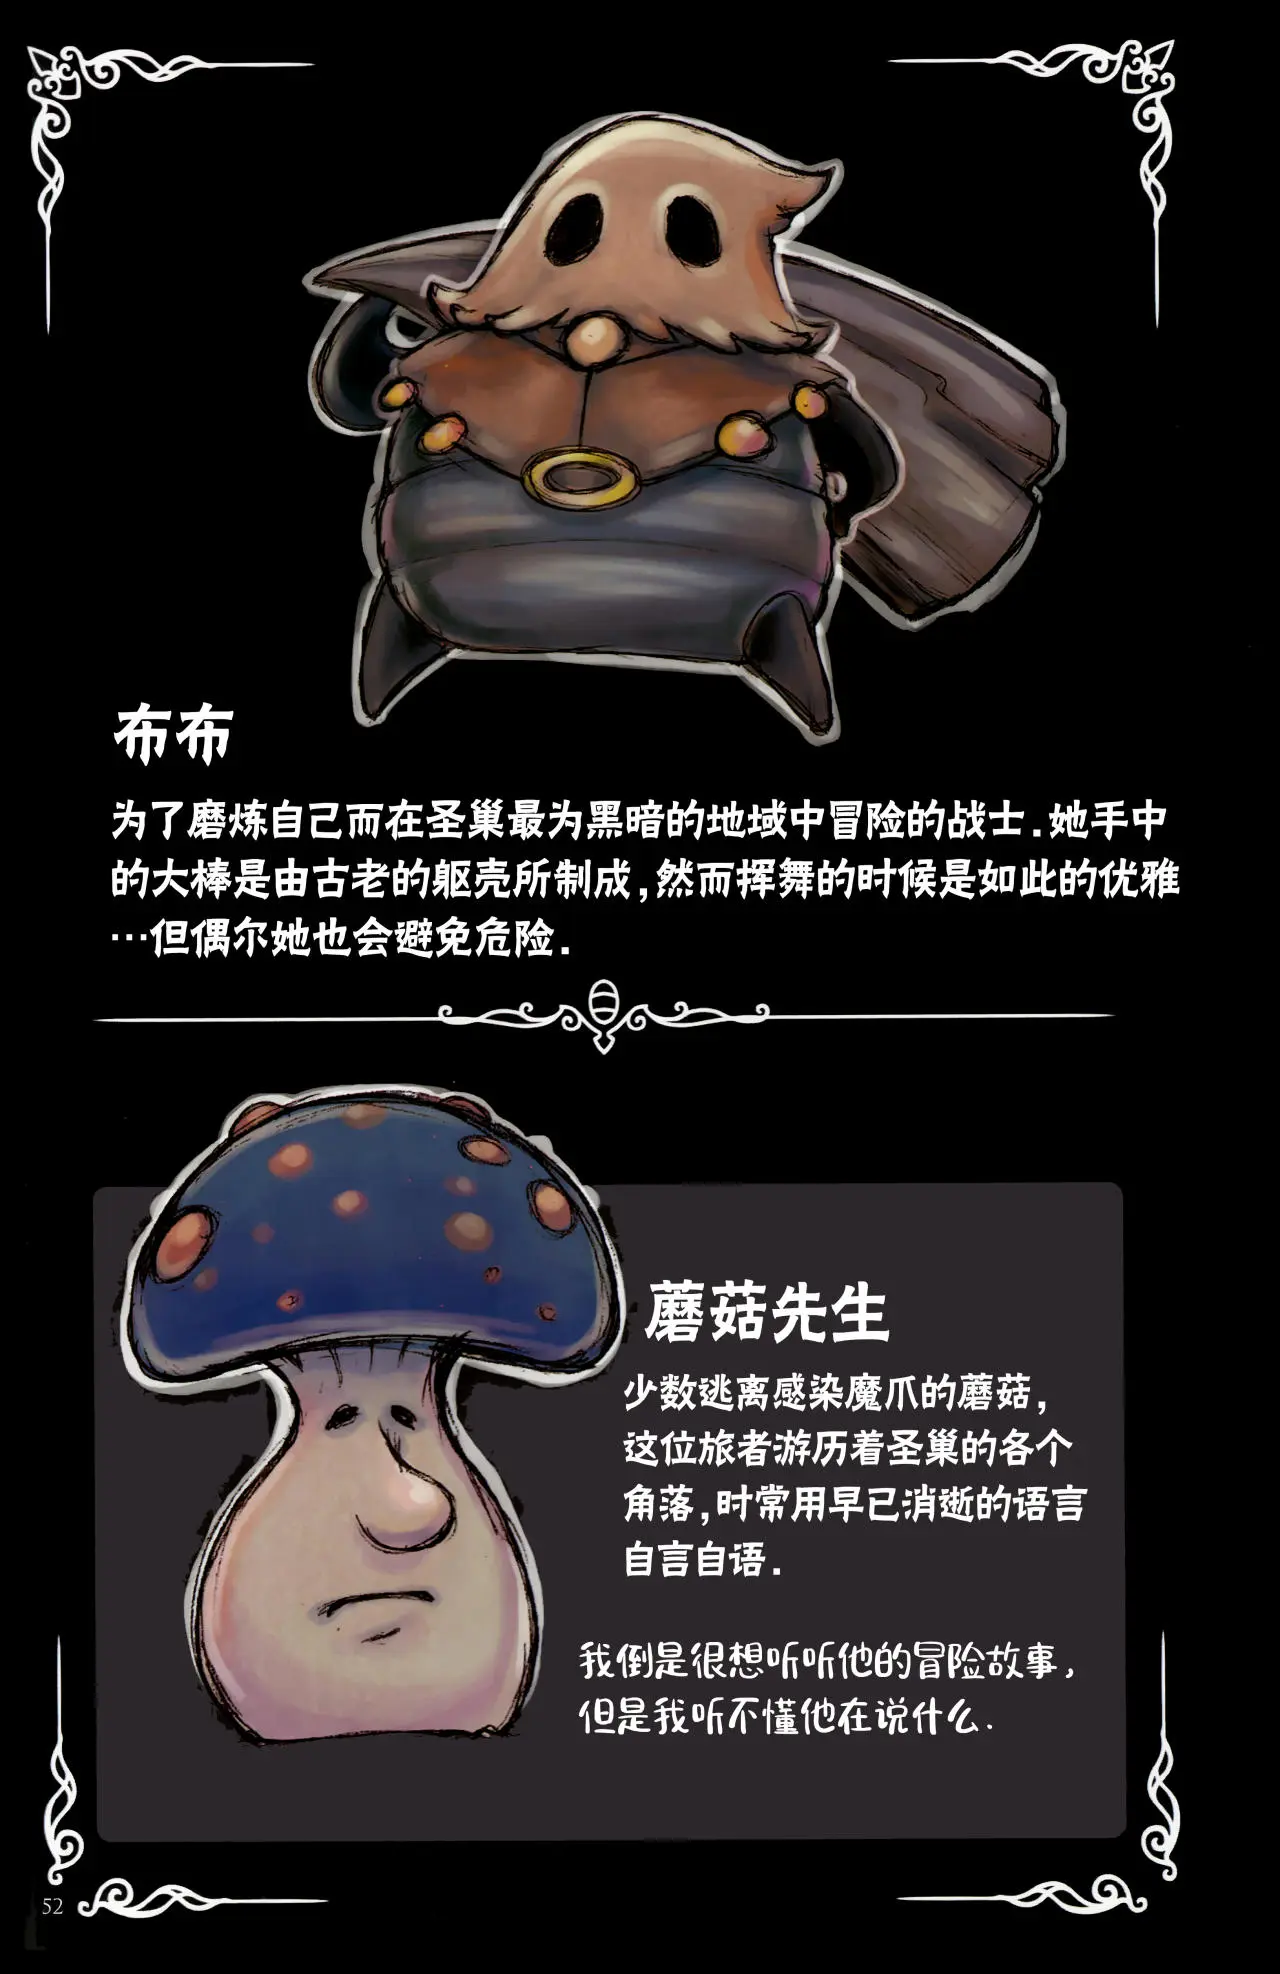 布布
为了磨炼自己而在圣巢最为黑暗的地域中冒险的战士.她手中
的大棒是由古老的躯壳所制成,然而挥舞的时候是如此的优雅
…但偶尔她也会避免危险.
蘑菇先生
少数逃离感染魔爪的蘑菇,
这位旅者游历着圣巢的各个
角落,时常用早已消逝的语言
自言自语.
我倒是很想听听他的冒险故事,
但是我听不懂他在说什么.
52